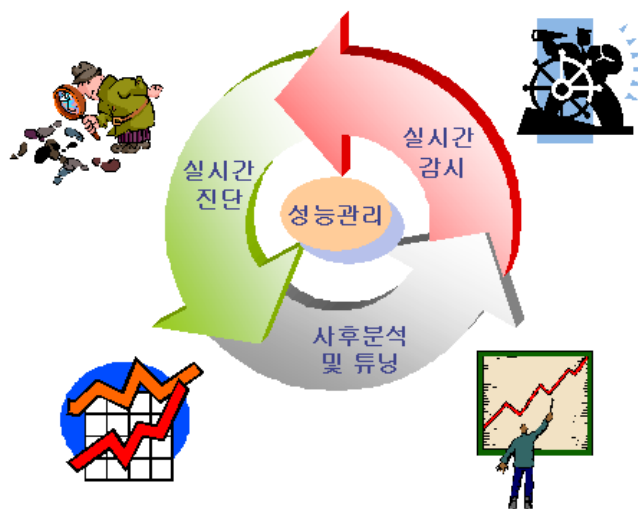 실시간
감시
실시간
진단
성능관리
사후분석
및 튜닝